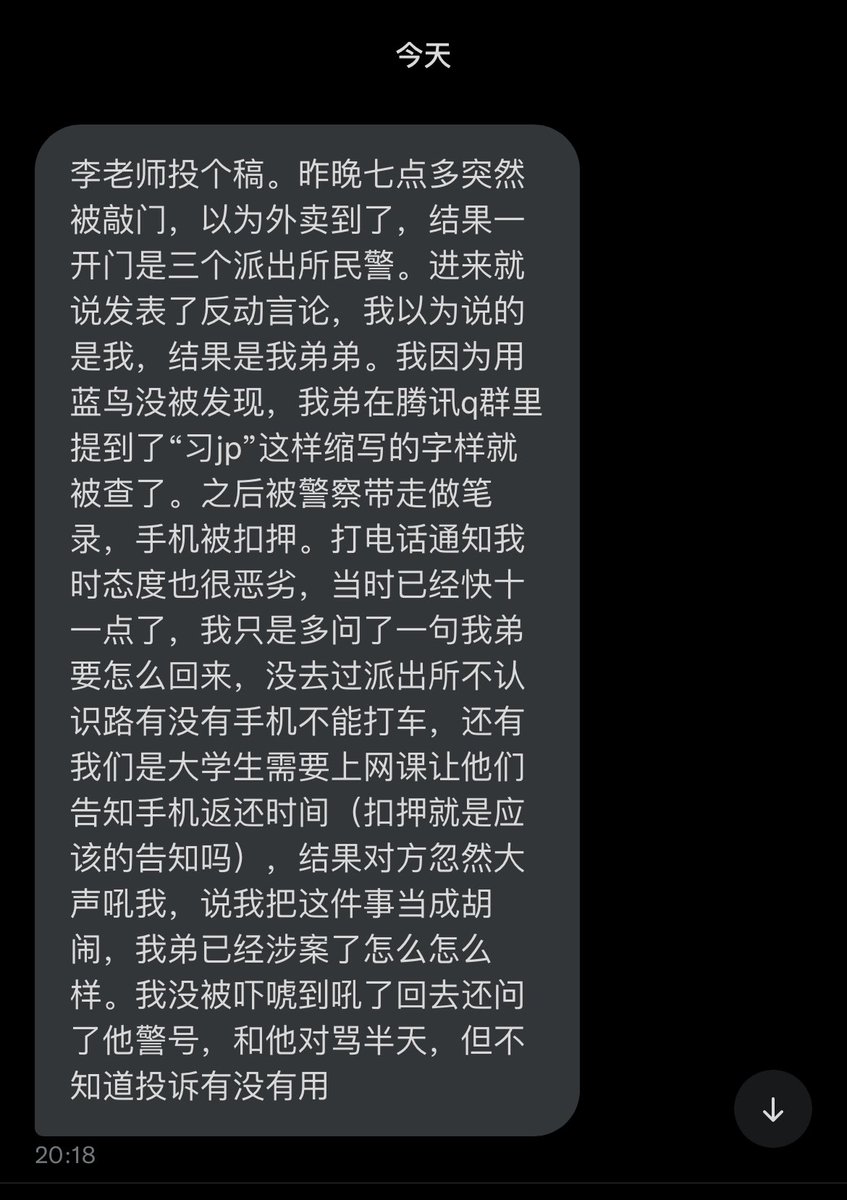 今天
李老师投个稿。昨晚七点多突然
被敲门，以为外卖到了，结果一
开门是三个派出所民警。进来就
说发表了反动言论，我以为说的
是我，结果是我弟弟。我因为用
蓝鸟没被发现，我弟在腾讯q群里
提到了“习jp”这样缩写的字样就
被查了。之后被警察带走做笔
录，手机被扣押。打电话通知我
时态度也很恶劣，当时已经快十
一点了，我只是多问了一句我弟
要怎么回来，没去过派出所不认
识路有没有手机不能打车，还有
我们是大学生需要上网课让他们
告知手机返还时间（扣押就是应
该的告知吗），结果对方忽然大
声吼我，说我把这件事当成胡
闹，我弟已经涉案了怎么怎么
样。我没被吓唬到吼了回去还问
了他警号，和他对骂半天，但不
知道投诉有没有用
20:18